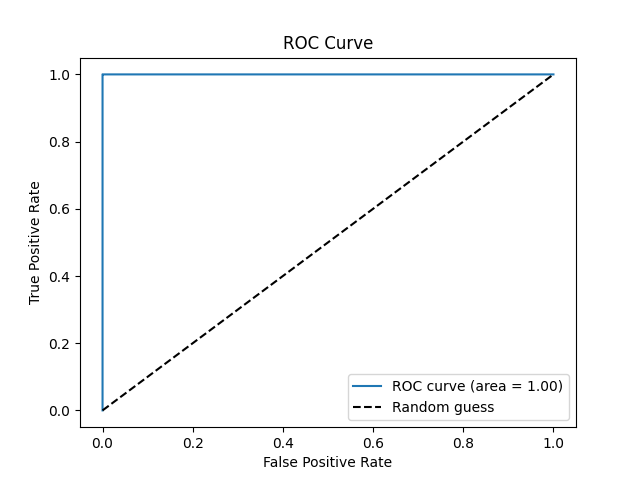 ROC Curve
True Positive Rate
1.0
0.8
0.6
0.4
0.2
0.0
ROC curve (area = 1.00)
Random guess
0.0 0.2 0.4 0.6 0.8 1.0
False Positive Rate